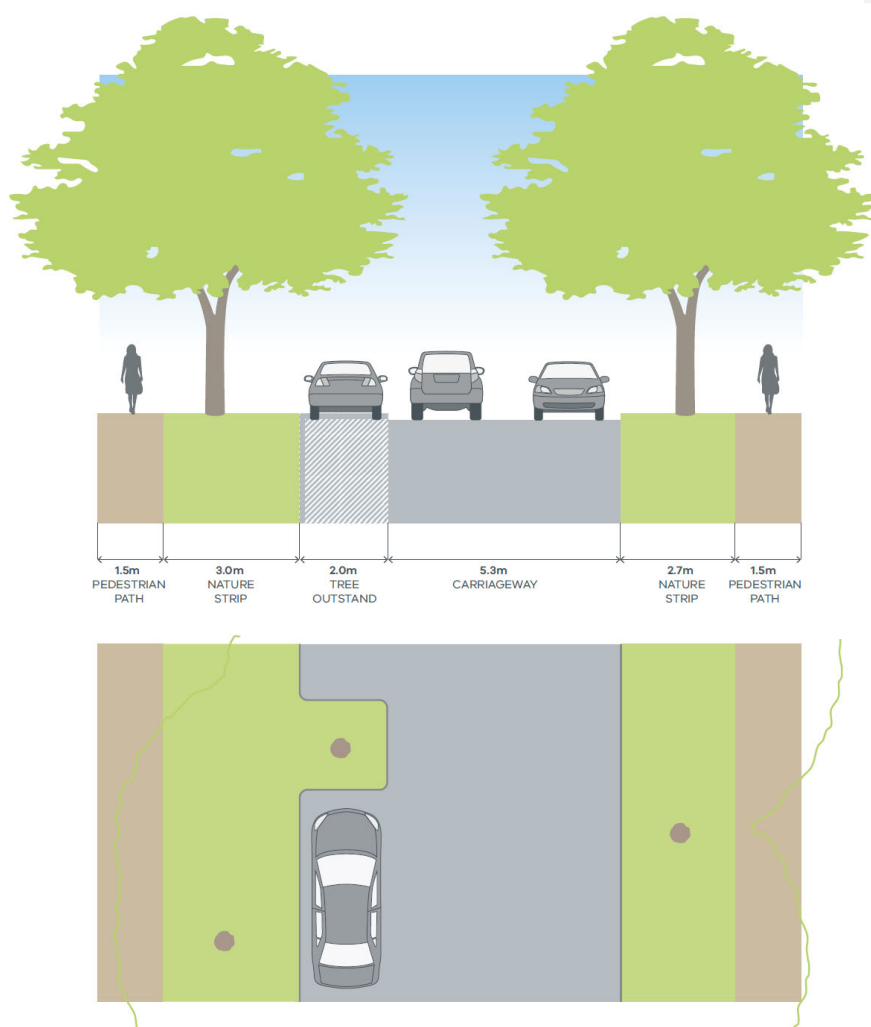 1.5m
PEDESTRIAN
PATH
3.0m
NATURE
STRIP
2.0m
TREE
OUTSTAND
5.3m
CARRIAGEWAY
2.7m
NATURE
STRIP
1.5m
PEDESTRIAN
PATH